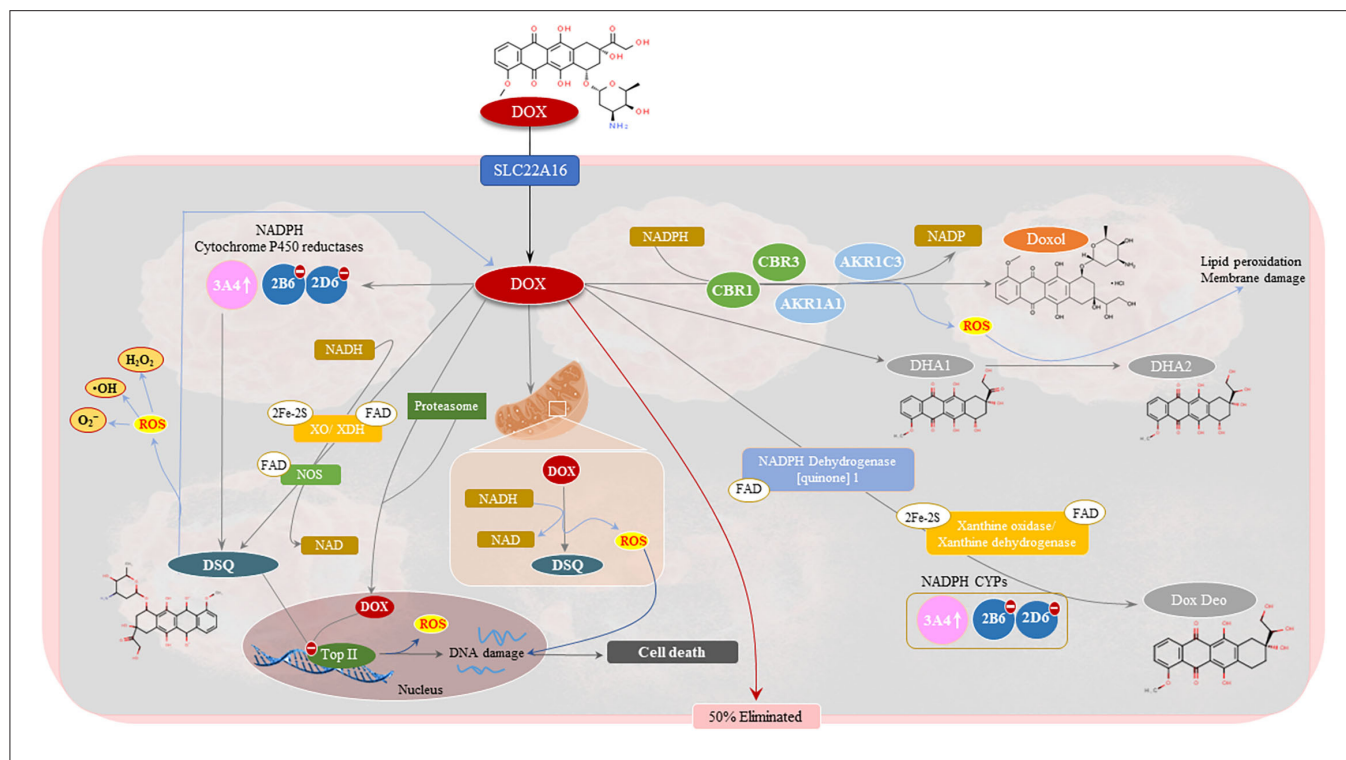 DOX
SLC22A16
NADPH
Cytochrome P450 reductases
3A4↑
2B6
2D6
DOX
NADPH
CBR1
CBR3
AKR1A1
AKR1C3
NADP
Doxol
• HCl
Lipid peroxidation
Membrane damage
ROS
DHA1
DHA2
NADH
2Fe-2S
FAD
XO/ XDH
FAD
NOS
NAD
H₂O₂
•OH
O₂⁻
ROS
DSQ
Proteasome
DOX
NADH
NAD
ROS
DSQ
NADPH Dehydrogenase
[quinone] 1
FAD
2Fe-2S
FAD
Xanthine oxidase/
Xanthine dehydrogenase
NADPH CYPs
3A4↑
2B6
2D6
Dox Deo
DOX
ROS
Top II
DNA damage
Nucleus
Cell death
50% Eliminated